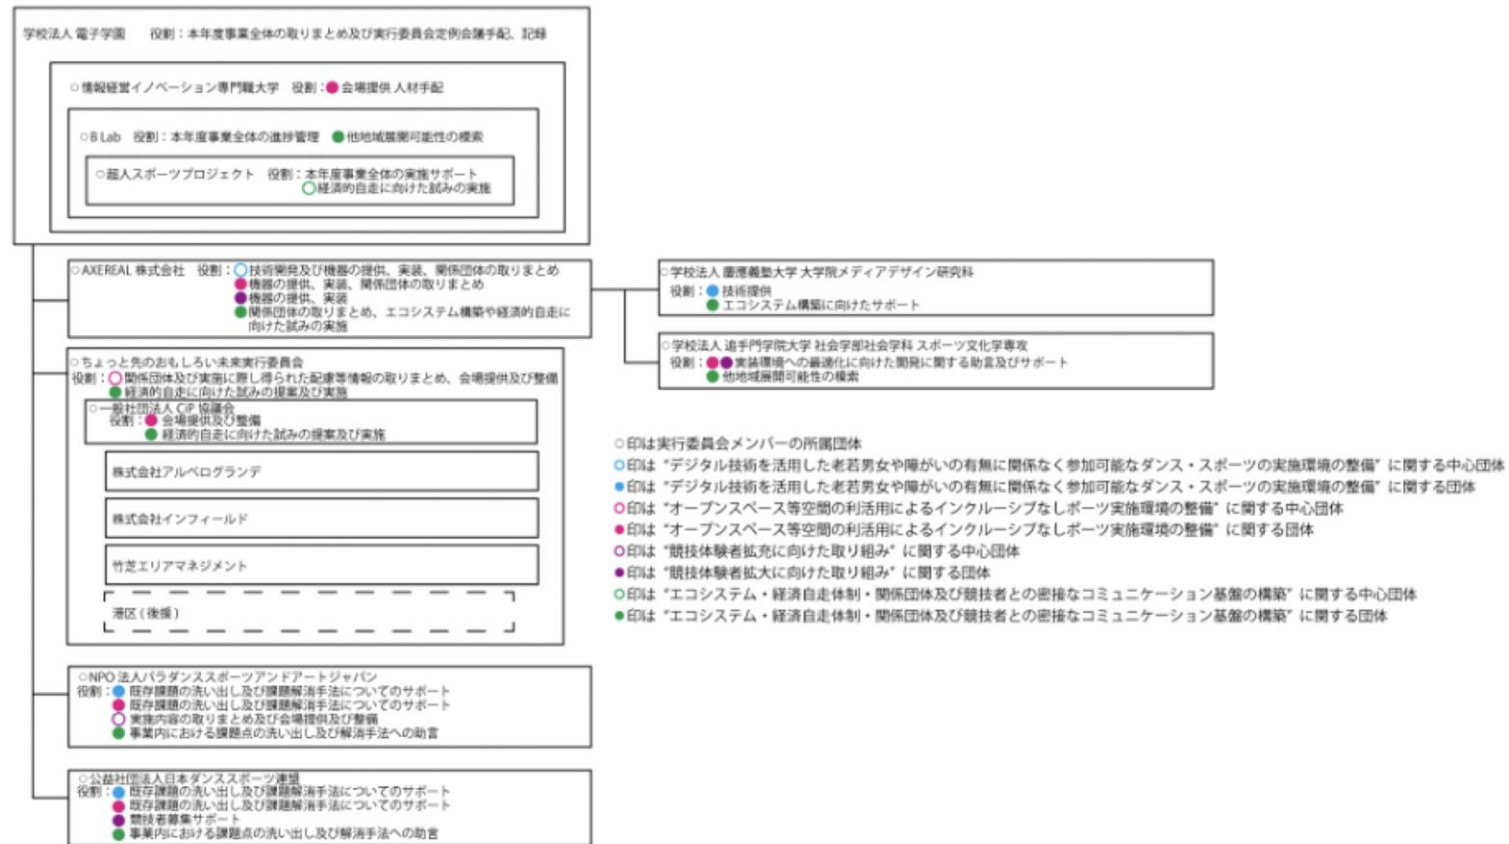 学校法人 電子学園　役割：本年度事業全体の取りまとめ及び実行委員会定例会議手配、記録
○情報経営イノベーション専門職大学　役割：●会場提供 人材手配
○B Lab　役割：本年度事業全体の進捗管理　●他地域展開可能性の模索
○超人スポーツプロジェクト　役割：本年度事業全体の実施サポート
○経済的自走に向けた試みの実施
○AXEREAL 株式会社　役割：○技術開発及び機器の提供、実装、関係団体の取りまとめ
●機器の提供、実装、関係団体の取りまとめ
●機器の提供、実装
●関係団体の取りまとめ、エコシステム構築や経済的自走に
向けた試みの実施
○学校法人 慶應義塾大学 大学院メディアデザイン研究科
役割：●技術提供
●エコシステム構築に向けたサポート
○学校法人 追手門学院大学 社会学部社会学科 スポーツ文化学専攻
役割：●●実装環境への最適化に向けた開発に関する助言及びサポート
●他地域展開可能性の模索
○ちょっと先のおもしろい未来実行委員会
役割：○関係団体及び実施に際し得られた配慮等情報の取りまとめ、会場提供及び整備
●経済的自走に向けた試みの提案及び実施
○一般社団法人 CiP 協議会
役割：●会場提供及び整備
●経済的自走に向けた試みの提案及び実施
株式会社アルベログランデ
株式会社インフィールド
竹芝エリアマネジメント
港区 ( 後援 )
○NPO 法人パラダンススポーツアンドアートジャパン
役割：●既存課題の洗い出し及び課題解消手法についてのサポート
●既存課題の洗い出し及び課題解消手法についてのサポート
○実施内容の取りまとめ及び会場提供及び整備
●事業内における課題点の洗い出し及び解消手法への助言
○公益社団法人日本ダンススポーツ連盟
役割：●既存課題の洗い出し及び課題解消手法についてのサポート
●既存課題の洗い出し及び課題解消手法についてのサポート
●競技者募集サポート
●事業内における課題点の洗い出し及び解消手法への助言
○印は実行委員会メンバーの所属団体
○印は “デジタル技術を活用した老若男女や障がいの有無に関係なく参加可能なダンス・スポーツの実施環境の整備” に関する中心団体
●印は “デジタル技術を活用した老若男女や障がいの有無に関係なく参加可能なダンス・スポーツの実施環境の整備” に関する団体
○印は “オープンスペース等空間の利活用によるインクルーシブなしポーツ実施環境の整備” に関する中心団体
●印は “オープンスペース等空間の利活用によるインクルーシブなしポーツ実施環境の整備” に関する団体
○印は “競技体験者拡充に向けた取り組み” に関する中心団体
●印は “競技体験者拡大に向けた取り組み” に関する団体
○印は “エコシステム・経済自走体制・関係団体及び競技者との密接なコミュニケーション基盤の構築” に関する中心団体
●印は “エコシステム・経済自走体制・関係団体及び競技者との密接なコミュニケーション基盤の構築” に関する団体